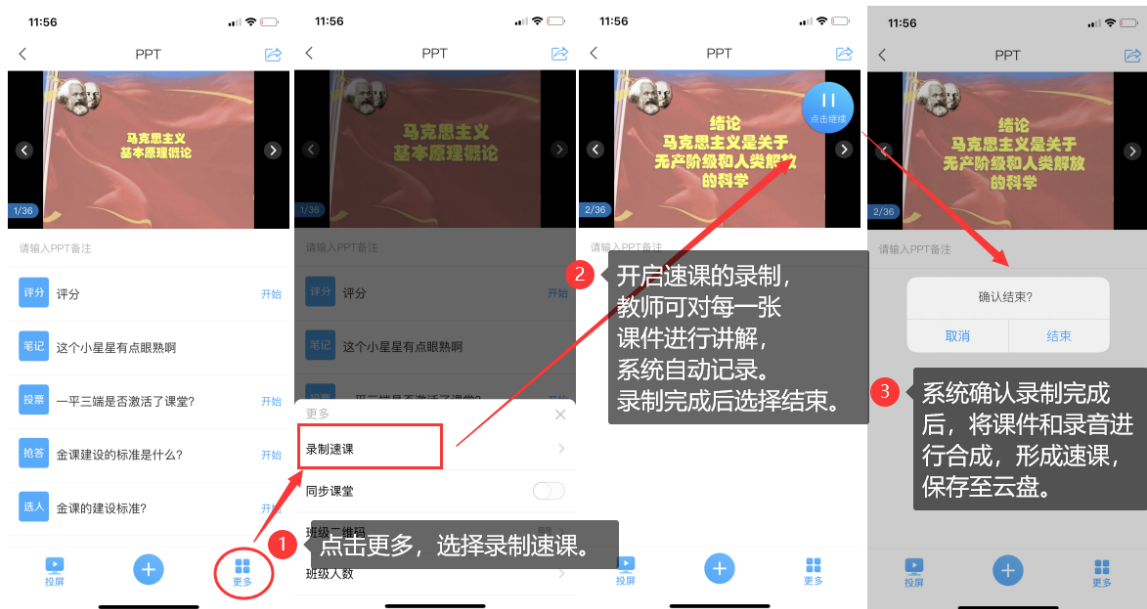 11:56
PPT
马克思主义
基本原理概论
1/36
请输入PPT备注
评分 评分 开始
笔记 这个小星星有点眼熟啊
投票 一平三端是否激活了课堂? 开始
抢答 金课建设的标准是什么? 开始
选人 金课的建设标准? 开始
投屏
更多
11:56
PPT
马克思主义
基本原理概论
1/36
请输入PPT备注
评分 评分 开始
笔记 这个小星星有点眼熟啊
更多
录制速课
同步课堂
班级二维码
班级人数
1 点击更多，选择录制速课。
11:56
PPT
点击继续
绪论
马克思主义是关于
无产阶级和人类解放
的科学
2/36
请输入PPT备注
2 开启速课的录制，
教师可对每一张
课件进行讲解，
系统自动记录。
录制完成后选择结束。
投屏
更多
11:56
PPT
绪论
马克思主义是关于
无产阶级和人类解放
的科学
2/36
请输入PPT备注
确认结束?
取消 结束
3 系统确认录制完成
后，将课件和录音进
行合成，形成速课，
保存至云盘。
投屏
更多